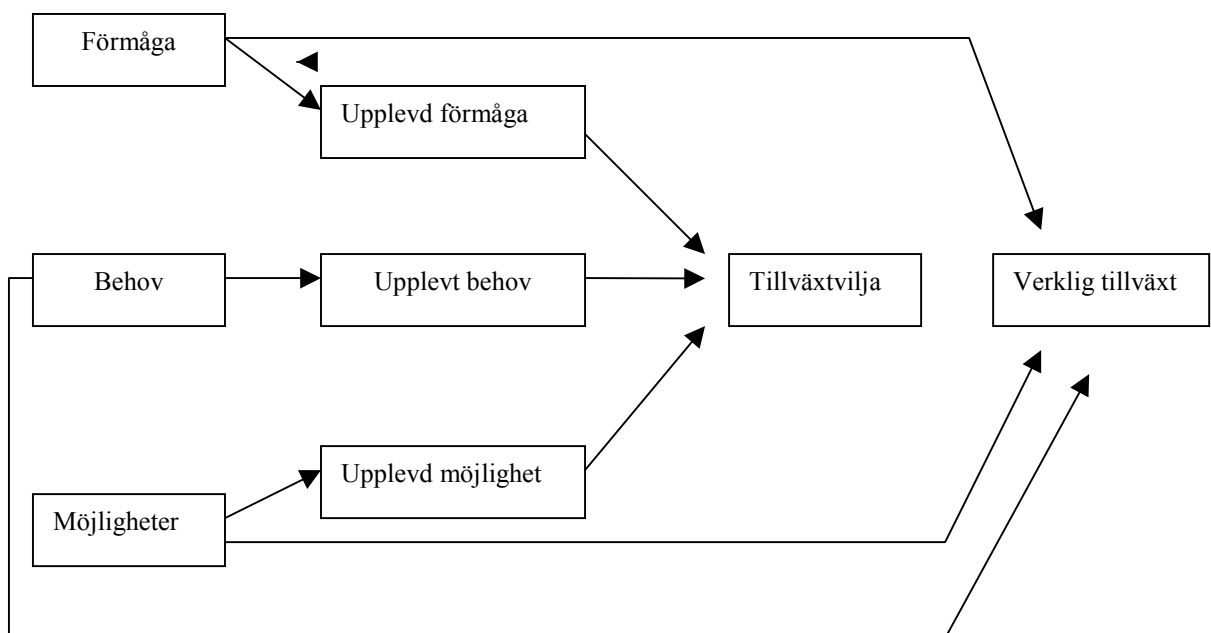 Förmåga
Upplevd förmåga
Behov
Upplevt behov
Tillväxtvilja
Verklig tillväxt
Upplevd möjlighet
Möjligheter